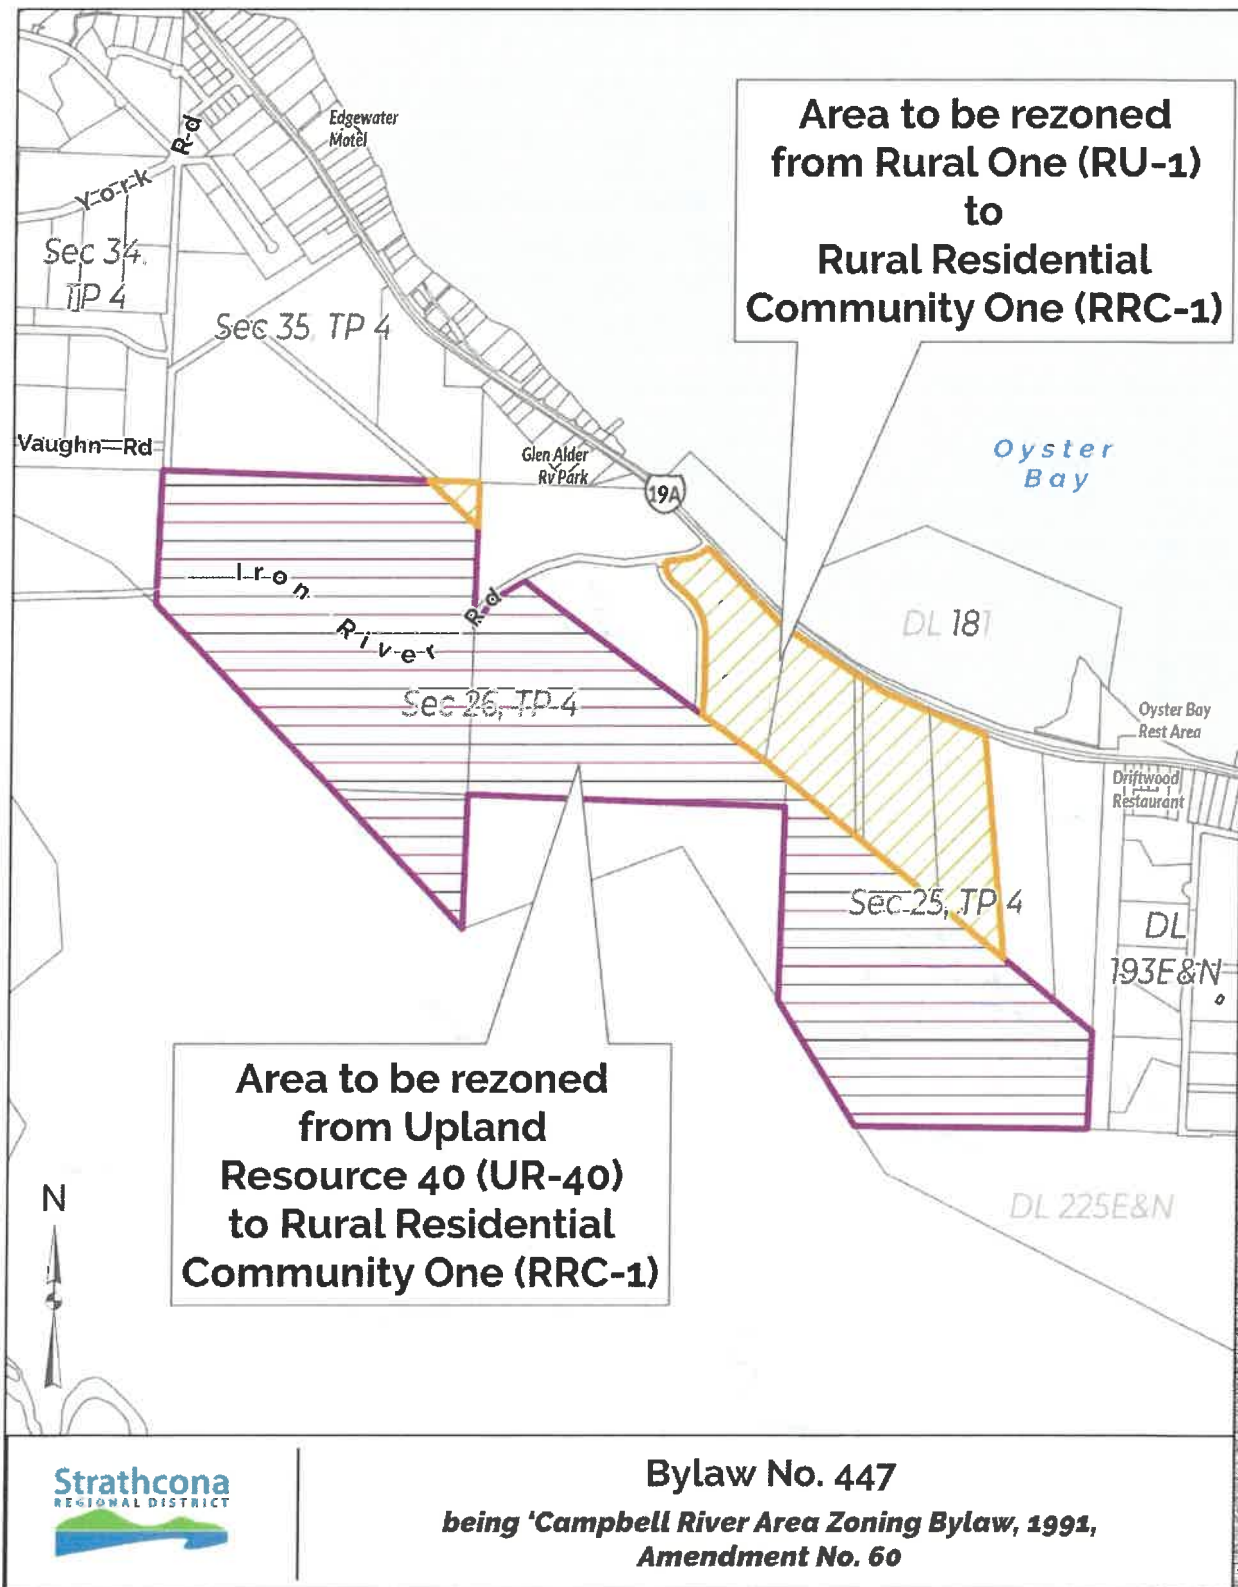 Edgewater
Motel
York Rd
Sec 34,
TP 4
Sec 35, TP 4
Vaughn Rd
Glen Alder
Rv Park
19A
Area to be rezoned
from Rural One (RU-1)
to
Rural Residential
Community One (RRC-1)
Oyster
Bay
Iron River Rd
DL 181
Sec 26, TP 4
Oyster Bay
Rest Area
Driftwood
Restaurant
Sec 25, TP 4
DL
193E&N
Area to be rezoned
from Upland
Resource 40 (UR-40)
to Rural Residential
Community One (RRC-1)
DL 225E&N
N
Strathcona
REGIONAL DISTRICT
Bylaw No. 447
being 'Campbell River Area Zoning Bylaw, 1991,
Amendment No. 60